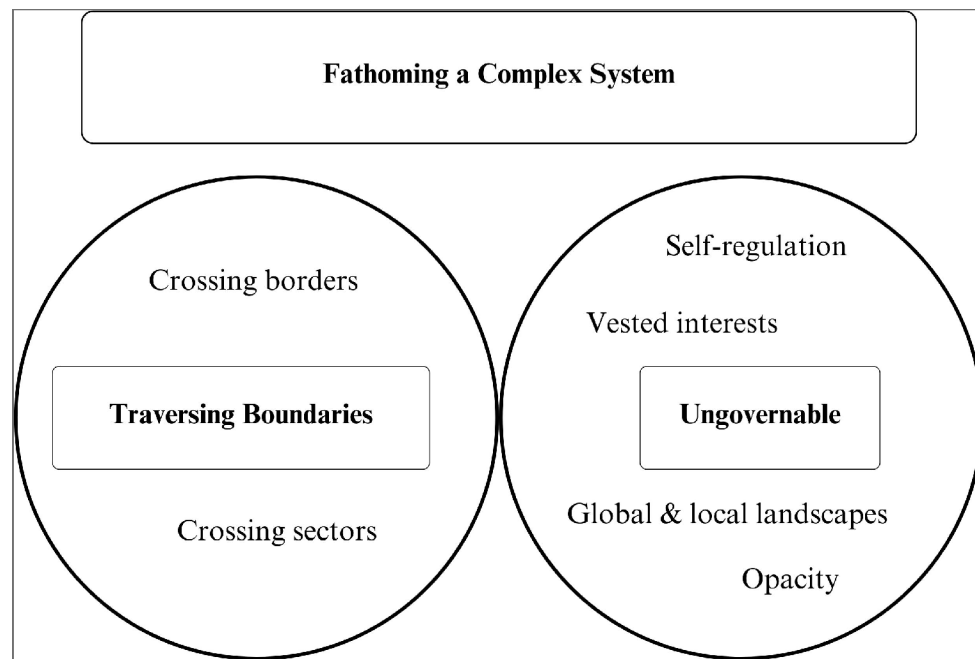 Fathoming a Complex System
Crossing borders
Traversing Boundaries
Crossing sectors
Self-regulation
Vested interests
Ungovernable
Global & local landscapes
Opacity